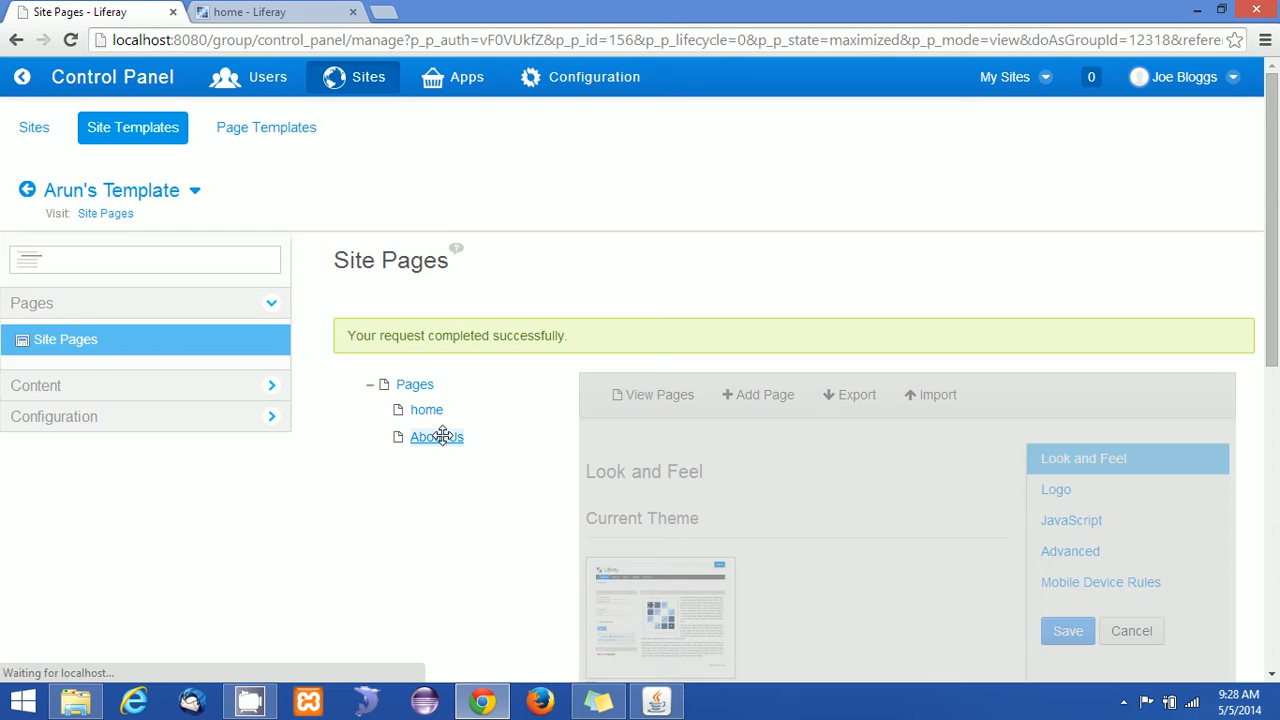 Site Pages - Liferay
home - Liferay
localhost:8080/group/control_panel/manage?p_p_auth=vF0VUkfZ&p_p_id=156&p_p_lifecycle=0&p_p_state=maximized&p_p_mode=view&doAsGroupId=12318&refere
Control Panel
Users
Sites
Apps
Configuration
My Sites
0
Joe Bloggs
Sites
Site Templates
Page Templates
Arun's Template
Visit: Site Pages
Pages
Site Pages
Content
Configuration
Site Pages
Your request completed successfully.
Pages
home
About Us
View Pages
Add Page
Export
Import
Look and Feel
Current Theme
Look and Feel
Logo
JavaScript
Advanced
Mobile Device Rules
Save
Cancel
Waiting for localhost...
9:28 AM
5/5/2014